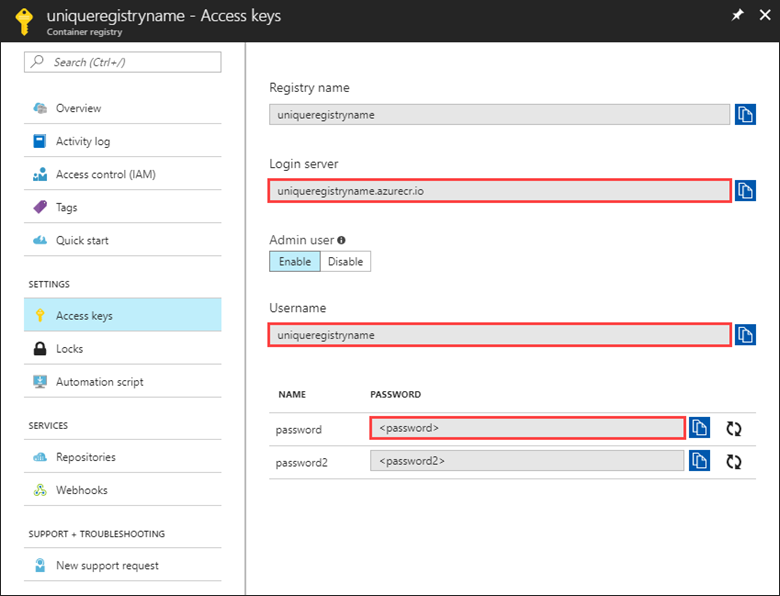 uniqueregistryname - Access keys
Container registry
Search (Ctrl+/)
Overview
Activity log
Access control (IAM)
Tags
Quick start
SETTINGS
Access keys
Locks
Automation script
SERVICES
Repositories
Webhooks
SUPPORT + TROUBLESHOOTING
New support request
Registry name
uniqueregistryname
Login server
uniqueregistryname.azurecr.io
Admin user
Enable Disable
Username
uniqueregistryname
NAME PASSWORD
password <password>
password2 <password2>